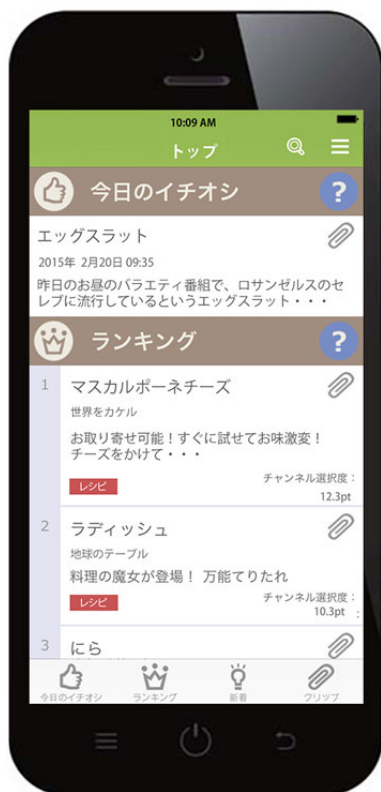 10:09 AM
トップ
今日のイチオシ
?
エッグスラット
2015年 2月20日 09:35
昨日のお昼のバラエティ番組で、ロサンゼルスのセ
レブに流行しているというエッグスラット・・・
ランキング
?
1
マスカルポーネチーズ
世界をカケル
お取り寄せ可能！すぐに試せてお味激変！
チーズをかけて・・・
レシピ
チャンネル選択度：
12.3pt
2
ラディッシュ
地球のテーブル
料理の魔女が登場！ 万能てりたれ
レシピ
チャンネル選択度：
10.3pt :
3
にら
今日のイチオシ
ランキング
新着
クリップ